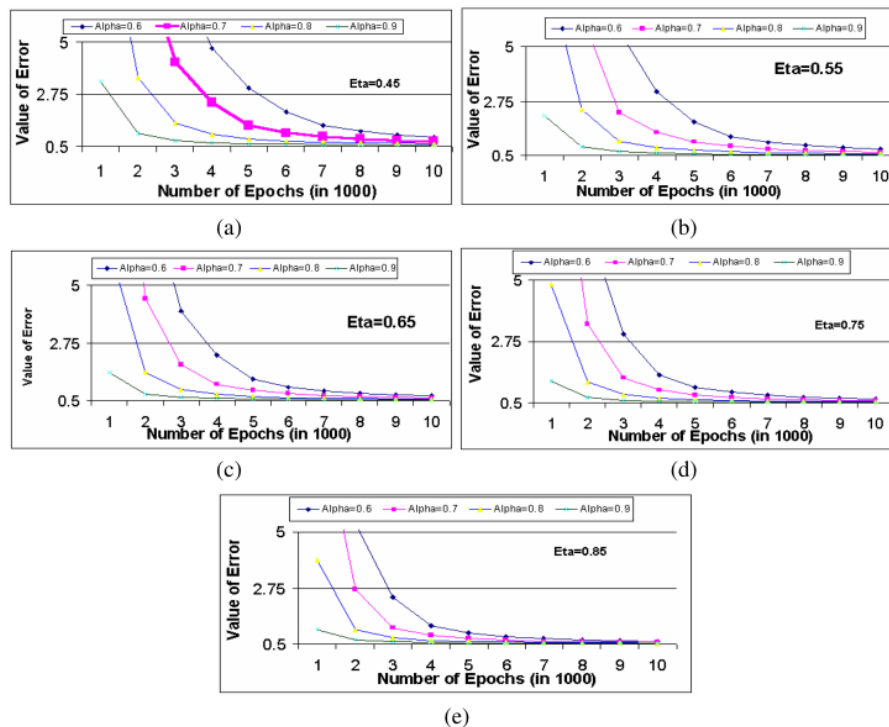 Alpha=0.6 Alpha=0.7 Alpha=0.8 Alpha=0.9
5
2.75
0.5
Value of Error
Eta=0.45
1 2 3 4 5 6 7 8 9 10
Number of Epochs (in 1000)
(a)
Alpha=0.6 Alpha=0.7 Alpha=0.8 Alpha=0.9
5
2.75
0.5
Value of Error
Eta=0.55
1 2 3 4 5 6 7 8 9 10
Number of Epochs (in 1000)
(b)
Alpha=0.6 Alpha=0.7 Alpha=0.8 Alpha=0.9
5
2.75
0.5
Value of Error
Eta=0.65
1 2 3 4 5 6 7 8 9 10
Number of Epochs (in 1000)
(c)
Alpha=0.6 Alpha=0.7 Alpha=0.8 Alpha=0.9
5
2.75
0.5
Value of Error
Eta=0.75
1 2 3 4 5 6 7 8 9 10
Number of Epochs (in 1000)
(d)
Alpha=0.6 Alpha=0.7 Alpha=0.8 Alpha=0.9
5
2.75
0.5
Value of Error
Eta=0.85
1 2 3 4 5 6 7 8 9 10
Number of Epochs (in 1000)
(e)